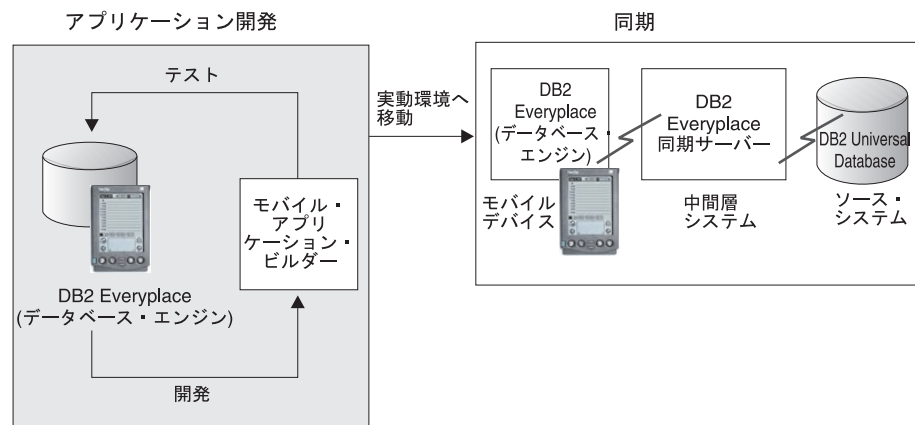 アプリケーション開発
テスト
モバイル・
アプリ
ケーション・
ビルダー
DB2 Everyplace
(データベース・エンジン)
開発
実動環境へ
移動
同期
DB2
Everyplace
(データベース・
エンジン)
モバイル
デバイス
DB2
Everyplace
同期サーバー
中間層
システム
DB2 Universal
Database
ソース・
システム